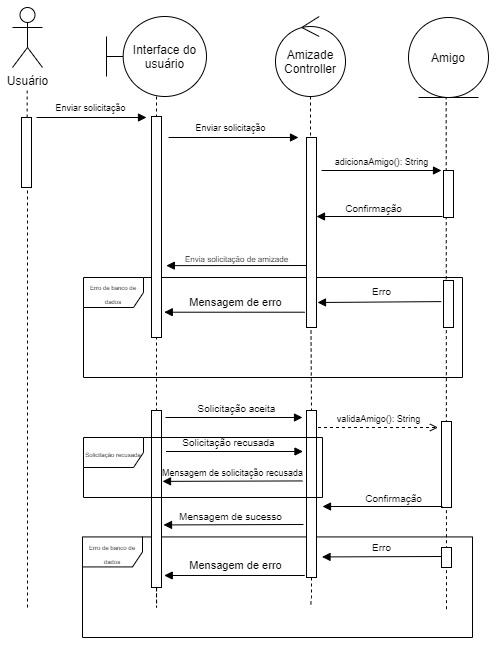 Interface do
usuário
Amizade
Controller
Amigo
Usuário
Enviar solicitação
Enviar solicitação
adicionaAmigo(): String
Confirmação
Envia solicitação de amizade
Erro de banco de
dados
Erro
Mensagem de erro
Solicitação aceita
validaAmigo(): String
Solicitação recusada
Solicitação recusada
Mensagem de solicitação recusada
Confirmação
Mensagem de sucesso
Erro de banco de
dados
Erro
Mensagem de erro